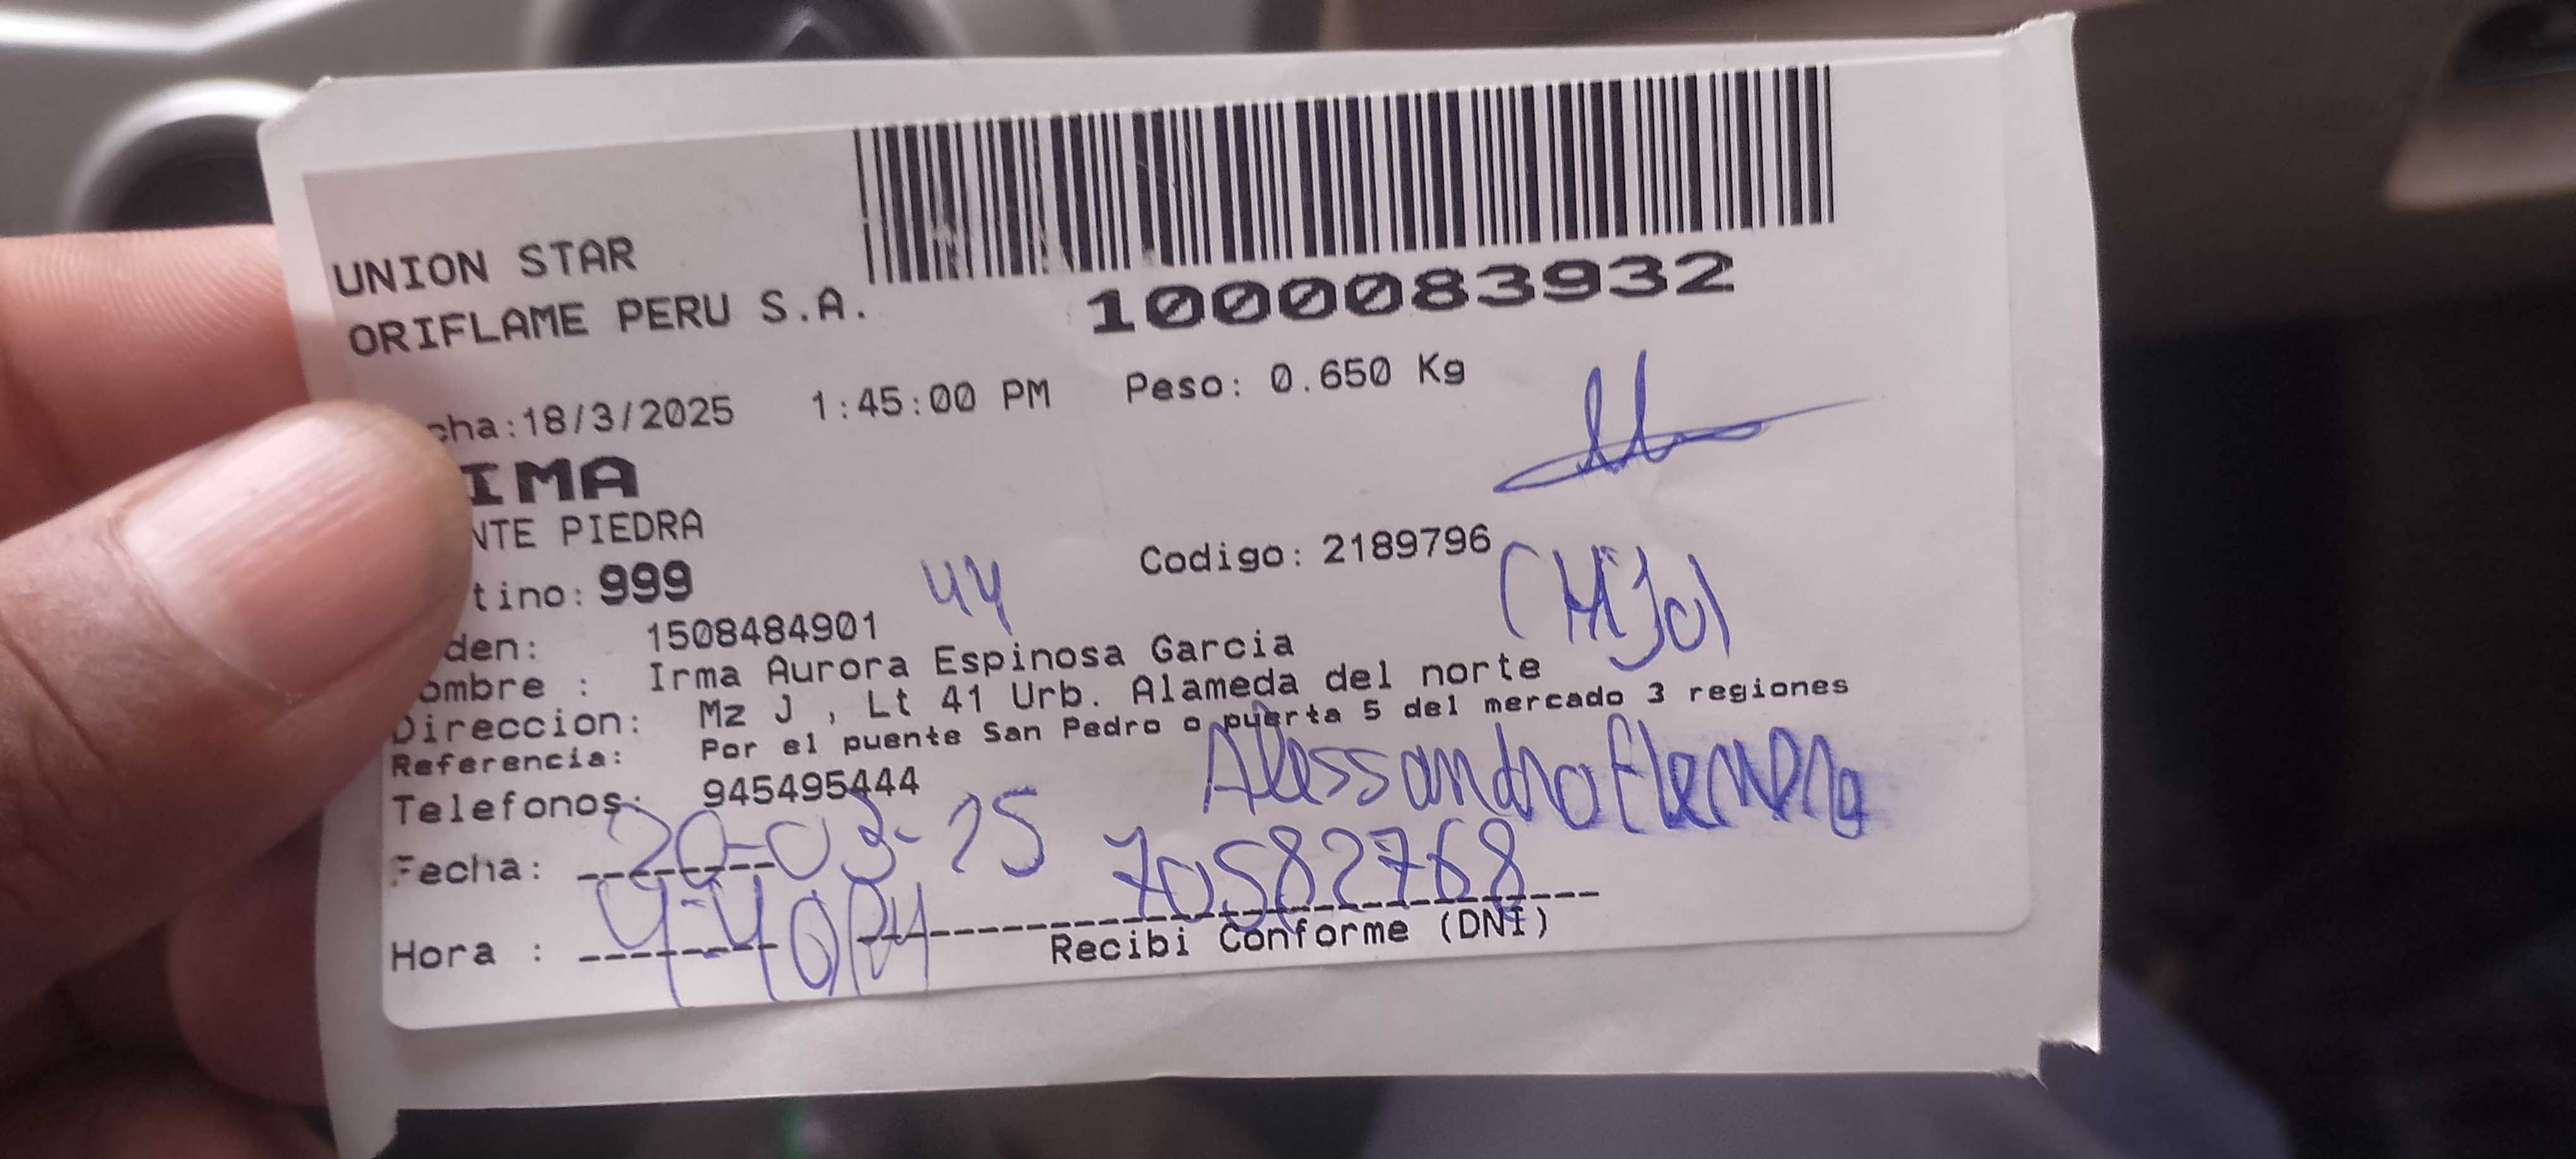 UNION STAR
ORIFLAME PERU S.A.
1000083932
cha:18/3/2025 1:45:00 PM Peso: 0.650 Kg
IMA
NTE PIEDRA
tino: 999 Codigo: 2189796
44 (Hijo)
den: 1508484901
ombre : Irma Aurora Espinosa Garcia
Direccion: Mz J , Lt 41 Urb. Alameda del norte
Referencia: Por el puente San Pedro o puerta 5 del mercado 3 regiones
Telefonos: 945495444
Alessandro
Fecha: 20-03-25
70582768
Hora : 4-40PM
Recibi Conforme (DNI)